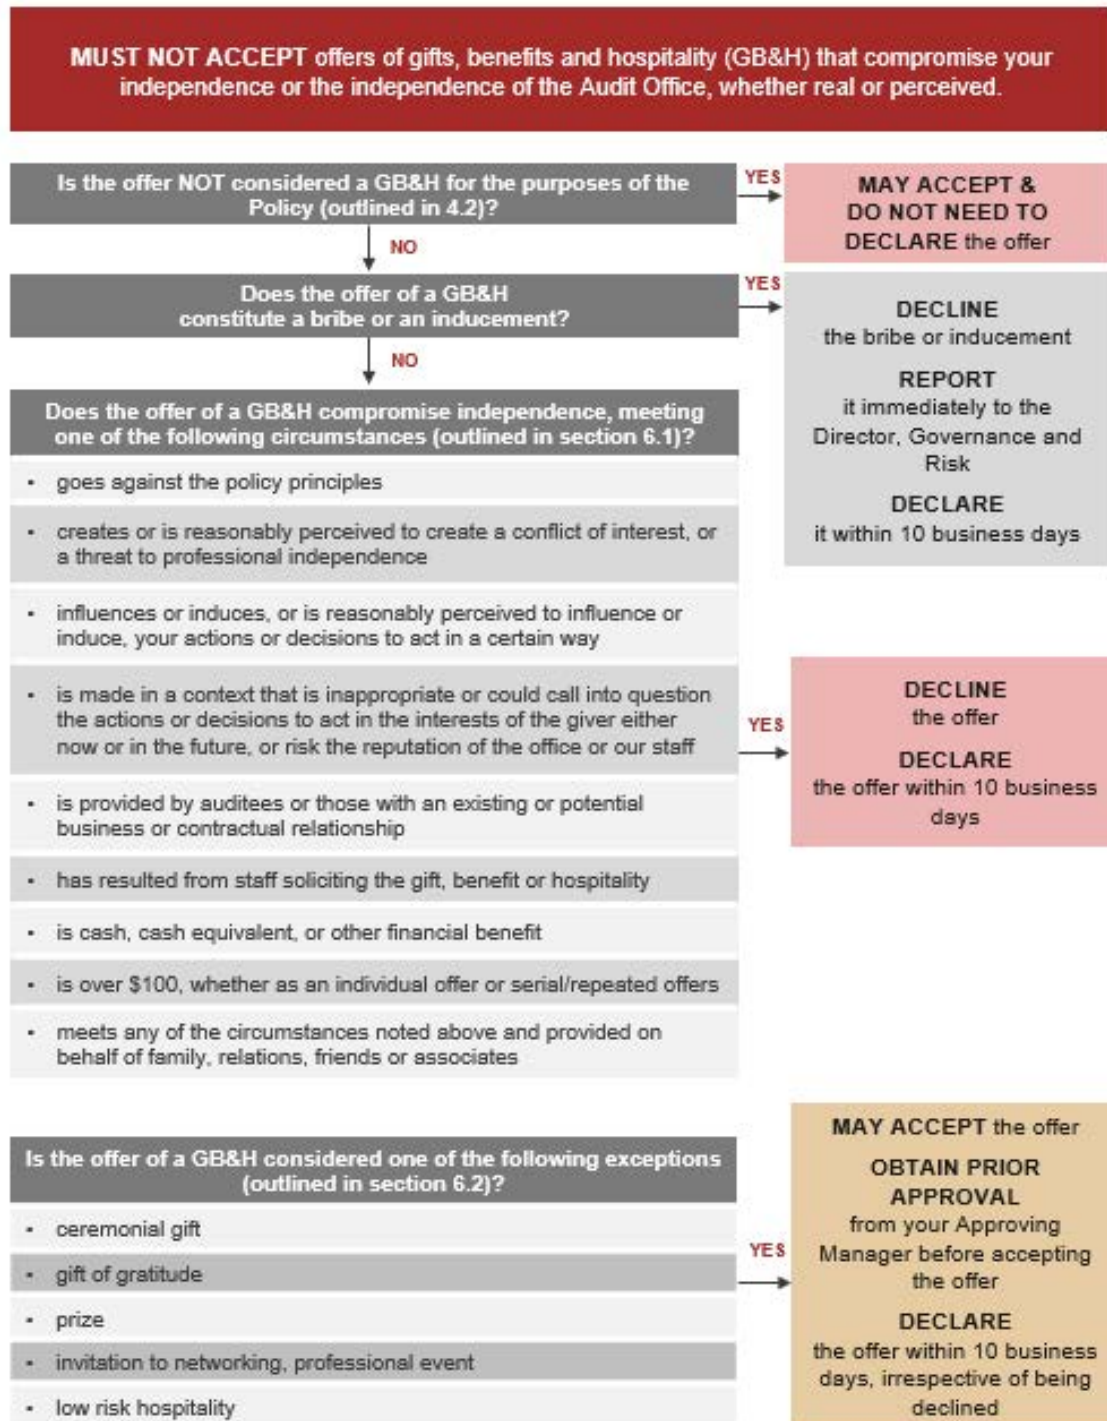 MUST NOT ACCEPT offers of gifts, benefits and hospitality (GB&H) that compromise your
independence or the independence of the Audit Office, whether real or perceived.
Is the offer NOT considered a GB&H for the purposes of the
Policy (outlined in 4.2)?
YES
MAY ACCEPT &
DO NOT NEED TO
DECLARE the offer
NO
Does the offer of a GB&H
constitute a bribe or an inducement?
YES
DECLINE
the bribe or inducement
REPORT
it immediately to the
Director, Governance and
Risk
DECLARE
it within 10 business days
NO
Does the offer of a GB&H compromise independence, meeting
one of the following circumstances (outlined in section 6.1)?
• goes against the policy principles
• creates or is reasonably perceived to create a conflict of interest, or
a threat to professional independence
• influences or induces, or is reasonably perceived to influence or
induce, your actions or decisions to act in a certain way
• is made in a context that is inappropriate or could call into question
the actions or decisions to act in the interests of the giver either
now or in the future, or risk the reputation of the office or our staff
• is provided by auditees or those with an existing or potential
business or contractual relationship
• has resulted from staff soliciting the gift, benefit or hospitality
• is cash, cash equivalent, or other financial benefit
• is over $100, whether as an individual offer or serial/repeated offers
• meets any of the circumstances noted above and provided on
behalf of family, relations, friends or associates
YES
DECLINE
the offer
DECLARE
the offer within 10 business
days
Is the offer of a GB&H considered one of the following exceptions
(outlined in section 6.2)?
• ceremonial gift
• gift of gratitude
• prize
• invitation to networking, professional event
• low risk hospitality
YES
MAY ACCEPT the offer
OBTAIN PRIOR
APPROVAL
from your Approving
Manager before accepting
the offer
DECLARE
the offer within 10 business
days, irrespective of being
declined